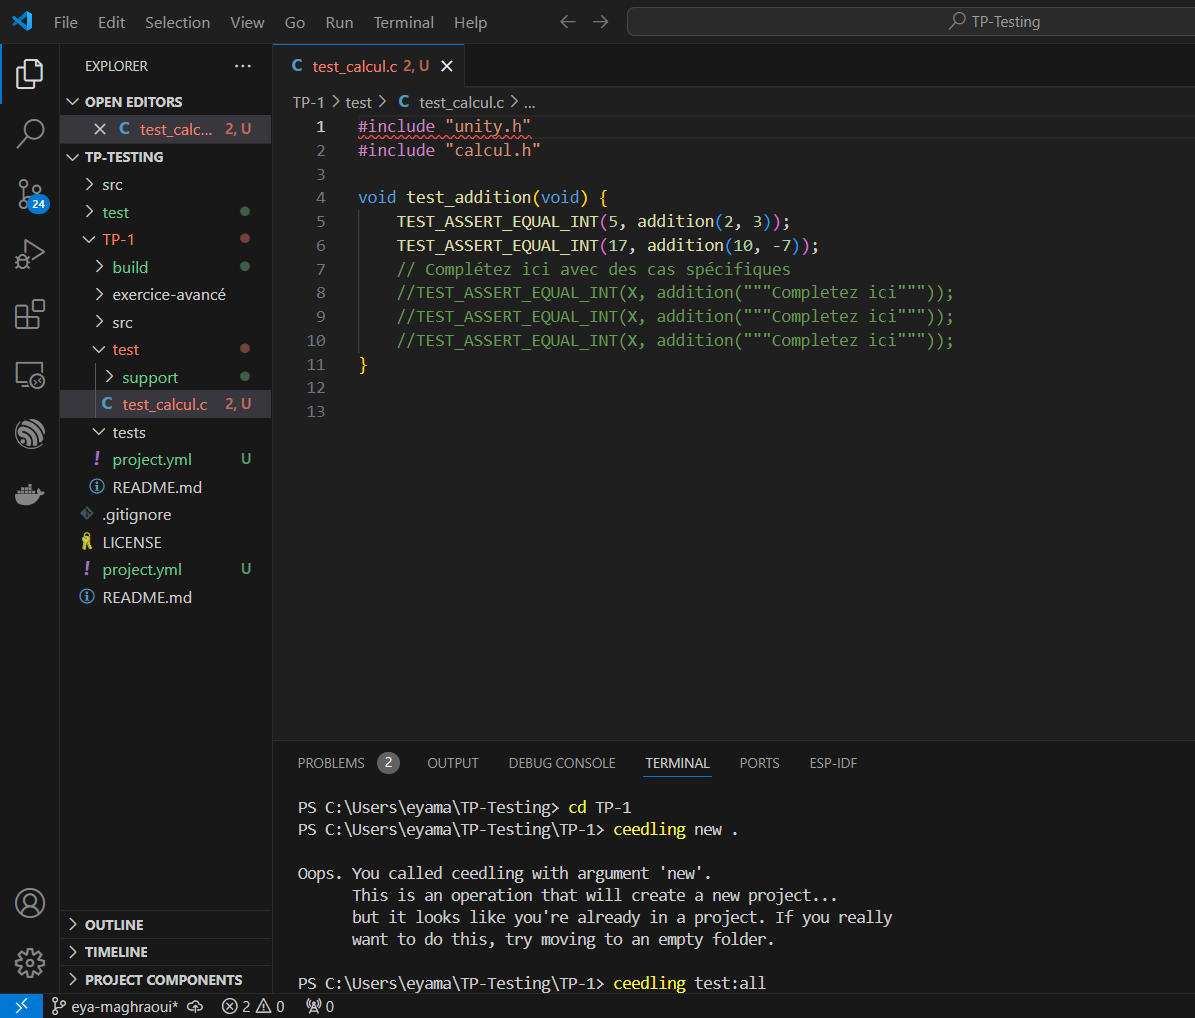 File Edit Selection View Go Run Terminal Help
TP-Testing
EXPLORER
OPEN EDITORS
test_calc... 2, U
TP-TESTING
src
test
TP-1
build
exercice-avancé
src
test
support
C test_calcul.c 2, U
tests
! project.yml U
README.md
.gitignore
LICENSE
! project.yml U
README.md
OUTLINE
TIMELINE
PROJECT COMPONENTS
24
C test_calcul.c 2, U
TP-1 > test > C test_calcul.c > ...
1 #include "unity.h"
2 #include "calcul.h"
3
4 void test_addition(void) {
5 TEST_ASSERT_EQUAL_INT(5, addition(2, 3));
6 TEST_ASSERT_EQUAL_INT(17, addition(10, -7));
7 // Complétez ici avec des cas spécifiques
8 //TEST_ASSERT_EQUAL_INT(X, addition("""Completez ici"""));
9 //TEST_ASSERT_EQUAL_INT(X, addition("""Completez ici"""));
10 //TEST_ASSERT_EQUAL_INT(X, addition("""Completez ici"""));
11 }
12
13
PROBLEMS 2 OUTPUT DEBUG CONSOLE TERMINAL PORTS ESP-IDF
PS C:\Users\eyama\TP-Testing> cd TP-1
PS C:\Users\eyama\TP-Testing\TP-1> ceedling new .
Oops. You called ceedling with argument 'new'.
This is an operation that will create a new project...
but it looks like you're already in a project. If you really
want to do this, try moving to an empty folder.
PS C:\Users\eyama\TP-Testing\TP-1> ceedling test:all
eya-maghraoui* 2 0 0